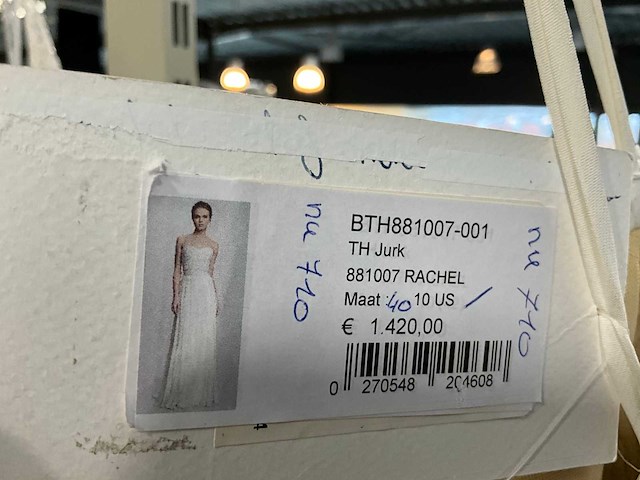 BTH881007-001
TH Jurk
881007 RACHEL
Maat : 40 10 US /
€ 1.420,00
0 270548 204608
nu 710
nu 710